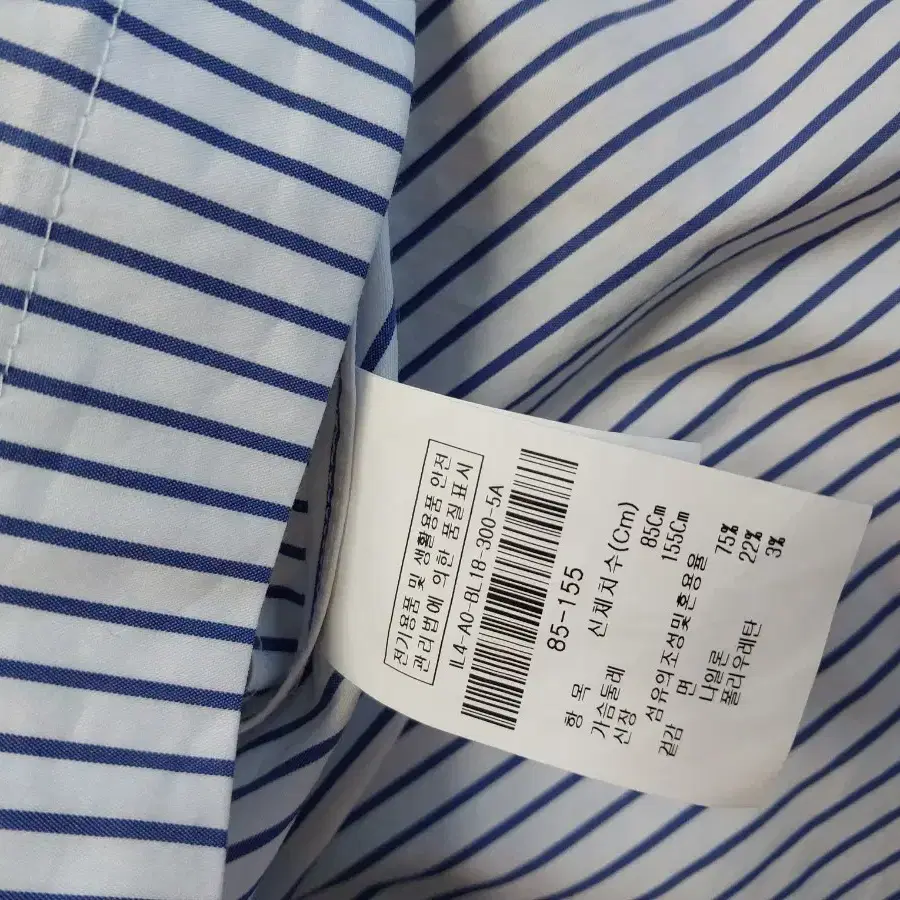 전기용품 및 생활용품 안전
관리법에 의한 품질표시
IL4-A0-BL18-300-5A
85-155
항 목 신체치수(Cm)
가슴둘레 85Cm
신장 155Cm
섬유의조성및혼용율
겉감 면 75%
나일론 22%
폴리우레탄 3%